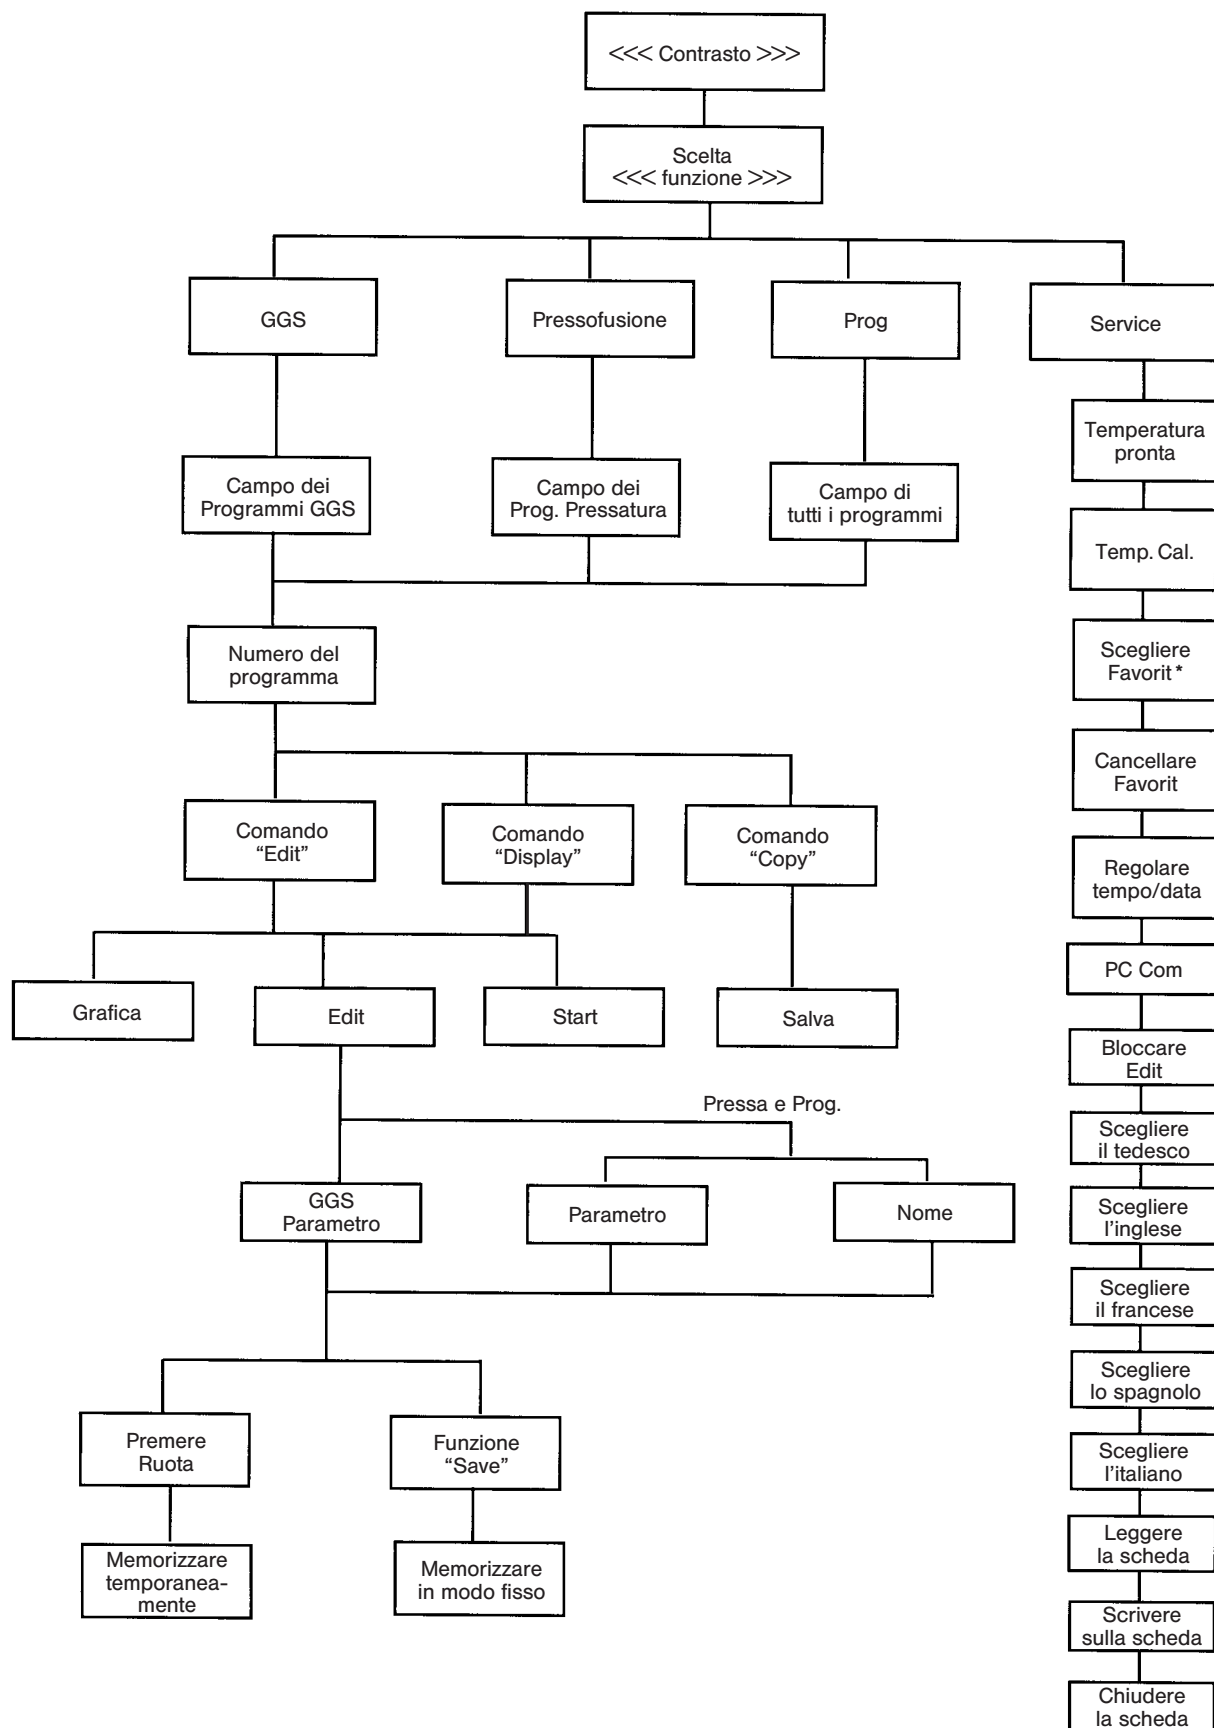 <<< Contrasto >>>
Scelta
<<< funzione >>>
GGS
Pressofusione
Prog
Service
Campo dei
Programmi GGS
Campo dei
Prog. Pressatura
Campo di
tutti i programmi
Numero del
programma
Comando
“Edit”
Comando
“Display”
Comando
“Copy”
Grafica
Edit
Start
Salva
Pressa e Prog.
GGS
Parametro
Parametro
Nome
Premere
Ruota
Funzione
“Save”
Memorizzare
temporanea-
mente
Memorizzare
in modo fisso
Temperatura
pronta
Temp. Cal.
Scegliere
Favorit *
Cancellare
Favorit
Regolare
tempo/data
PC Com
Bloccare
Edit
Scegliere
il tedesco
Scegliere
l’inglese
Scegliere
il francese
Scegliere
lo spagnolo
Scegliere
l’italiano
Leggere
la scheda
Scrivere
sulla scheda
Chiudere
la scheda